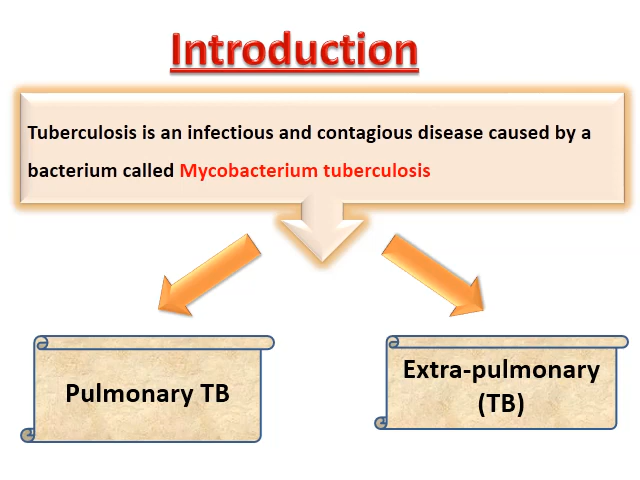 Introduction
Tuberculosis is an infectious and contagious disease caused by a
bacterium called Mycobacterium tuberculosis
Pulmonary TB
Extra-pulmonary
(TB)